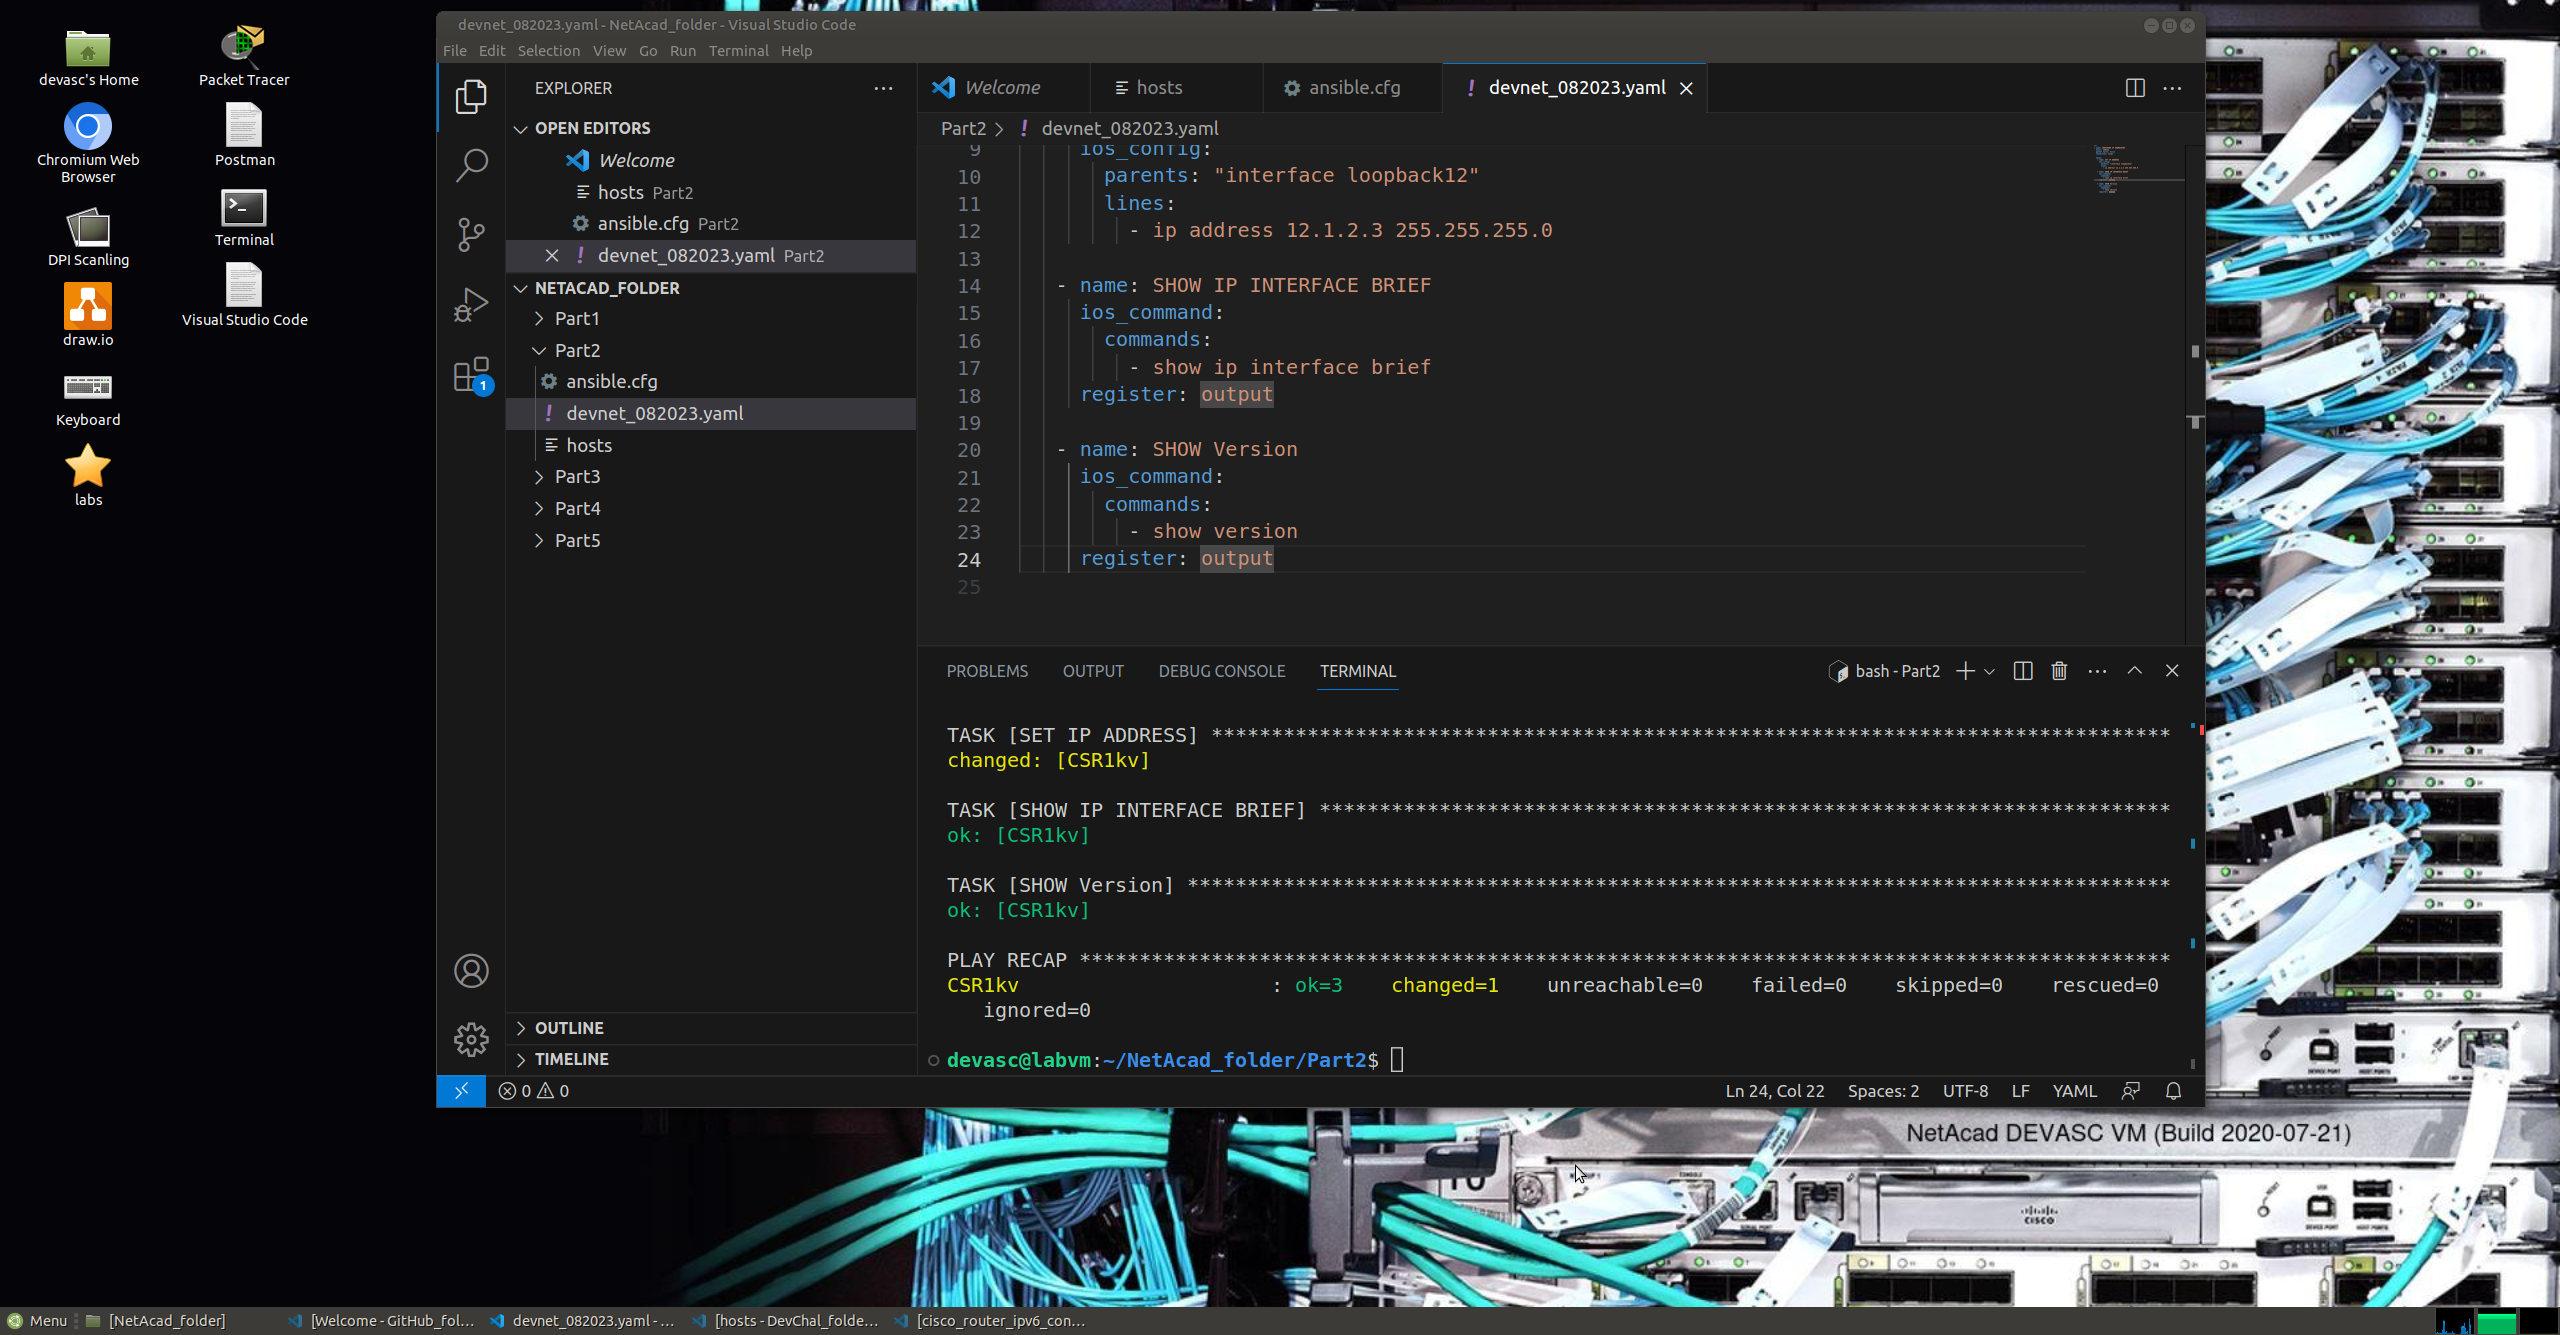 devnet_082023.yaml - NetAcad_folder - Visual Studio Code
File Edit Selection View Go Run Terminal Help
devasc's Home
Packet Tracer
Chromium Web Browser
Postman
DPI Scanling
Terminal
draw.io
Visual Studio Code
Keyboard
labs
EXPLORER
OPEN EDITORS
Welcome
hosts Part2
ansible.cfg Part2
devnet_082023.yaml Part2
NETACAD_FOLDER
Part1
Part2
ansible.cfg
devnet_082023.yaml
hosts
Part3
Part4
Part5
OUTLINE
TIMELINE
1
Welcome hosts ansible.cfg ! devnet_082023.yaml
Part2 > ! devnet_082023.yaml
9 ios_config:
10 parents: "interface loopback12"
11 lines:
12 - ip address 12.1.2.3 255.255.255.0
13
14 - name: SHOW IP INTERFACE BRIEF
15 ios_command:
16 commands:
17 - show ip interface brief
18 register: output
19
20 - name: SHOW Version
21 ios_command:
22 commands:
23 - show version
24 register: output
25
PROBLEMS OUTPUT DEBUG CONSOLE TERMINAL
bash - Part2
TASK [SET IP ADDRESS] ********************************************************************************
changed: [CSR1kv]
TASK [SHOW IP INTERFACE BRIEF] ***********************************************************************
ok: [CSR1kv]
TASK [SHOW Version] **********************************************************************************
ok: [CSR1kv]
PLAY RECAP *******************************************************************************************
CSR1kv : ok=3 changed=1 unreachable=0 failed=0 skipped=0 rescued=0
ignored=0
devasc@labvm:~/NetAcad_folder/Part2$
0 0
Ln 24, Col 22 Spaces: 2 UTF-8 LF YAML
NetAcad DEVASC VM (Build 2020-07-21)
CISCO
Menu [NetAcad_folder] [Welcome - GitHub_fol... devnet_082023.yaml - ... [hosts - DevChal_folde... [cisco_router_ipv6_con...